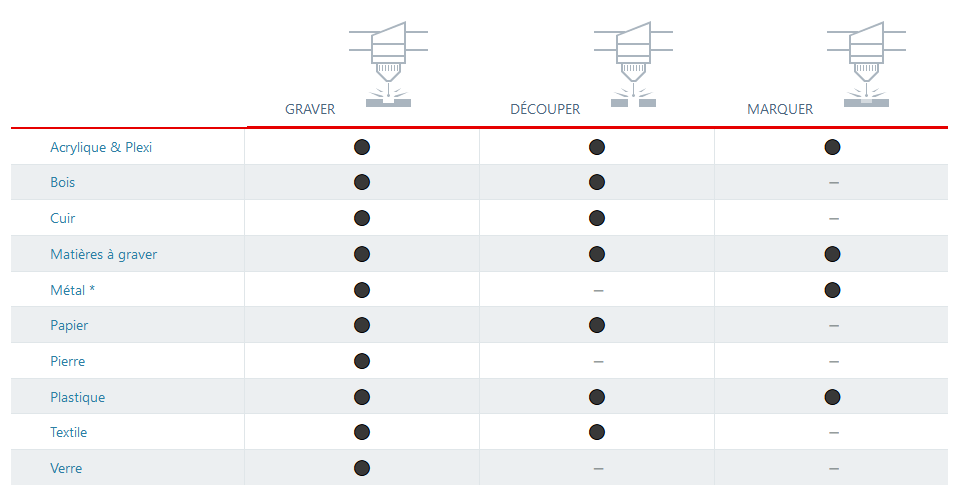 GRAVER DÉCOUPER MARQUER
Acrylique & Plexi ● ● ●
Bois ● ● –
Cuir ● ● –
Matières à graver ● ● ●
Métal * ● – ●
Papier ● ● –
Pierre ● – –
Plastique ● ● ●
Textile ● ● –
Verre ● – –